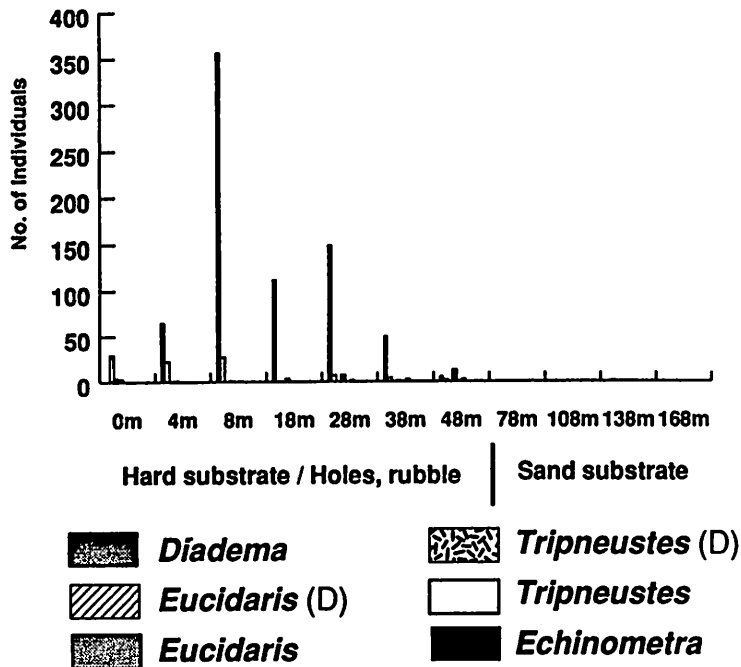 No. of Individuals
400
350
300
250
200
150
100
50
0
0m 4m 8m 18m 28m 38m 48m 78m 108m 138m 168m
Hard substrate / Holes, rubble
Sand substrate
Diadema
Eucidaris (D)
Eucidaris
Tripneustes (D)
Tripneustes
Echinometra